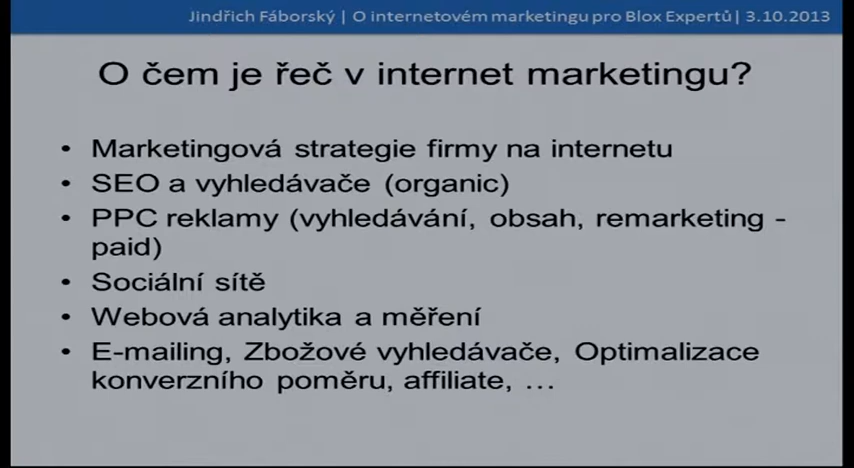 Jindřich Fáborský| O internetovém marketingu pro Blox Expertů| 3.10.2013
O čem je řeč v internet marketingu?
• Marketingová strategie firmy na internetu
• SEO a vyhledávače (organic)
• PPC reklamy (vyhledávání, obsah, remarketing -
paid)
• Sociální sítě
• Webová analytika a měření
• E-mailing, Zbožové vyhledávače, Optimalizace
konverzního poměru, affiliate, …